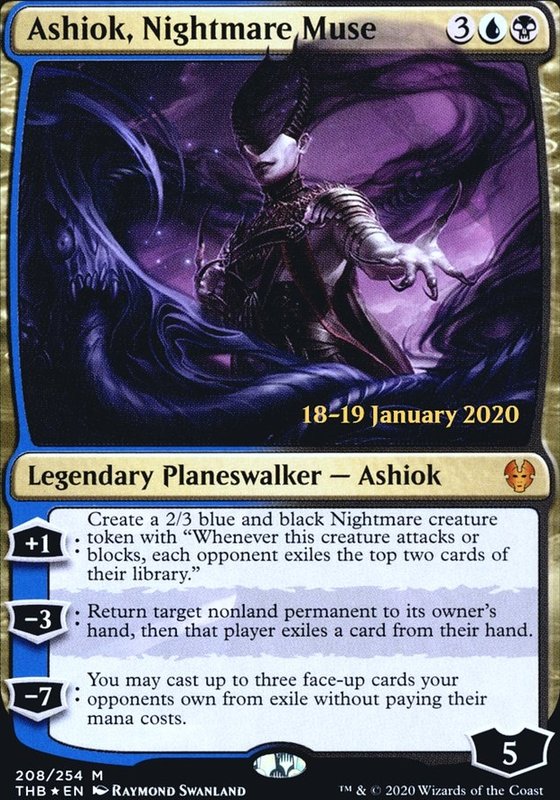 Ashiok, Nightmare Muse 3
18-19 January 2020
Legendary Planeswalker — Ashiok
+1 : Create a 2/3 blue and black Nightmare creature
token with “Whenever this creature attacks or
blocks, each opponent exiles the top two cards of
their library.”
−3 : Return target nonland permanent to its owner’s
hand, then that player exiles a card from their hand.
−7 : You may cast up to three face-up cards your
opponents own from exile without paying their
mana costs.
5
208/254 M
THB ★ EN Raymond Swanland
™ & © 2020 Wizards of the Coast